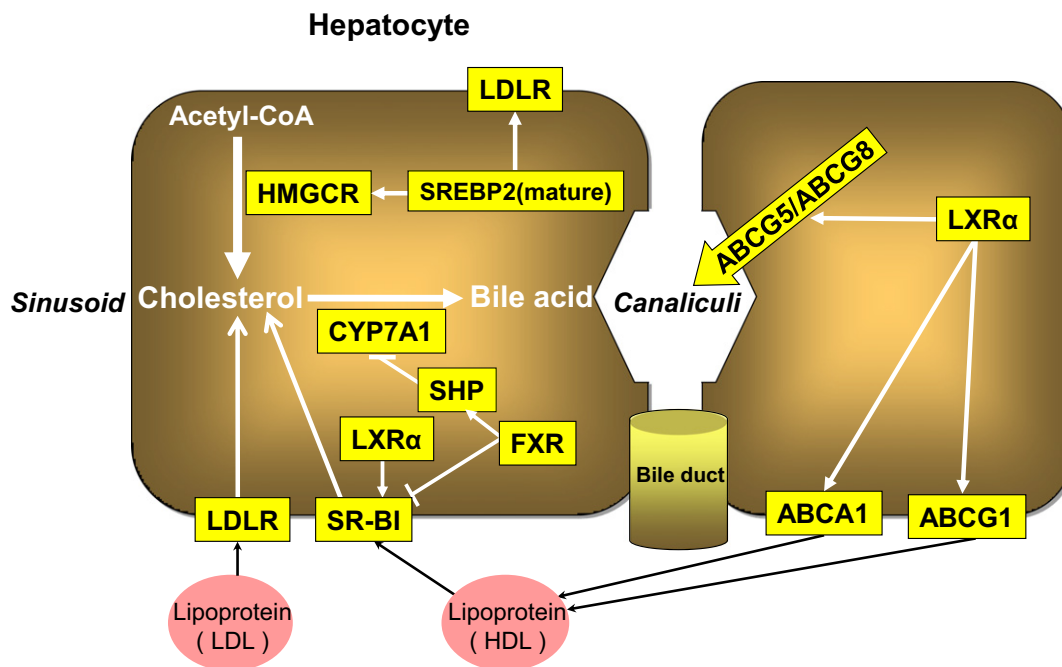 Hepatocyte
LDLR
Acetyl-CoA
HMGCR
SREBP2(mature)
ABCG5/ABCG8
LXRα
Sinusoid
Cholesterol
Bile acid
Canaliculi
CYP7A1
SHP
LXRα
FXR
Bile duct
LDLR
SR-BI
ABCA1
ABCG1
Lipoprotein
( LDL )
Lipoprotein
( HDL )